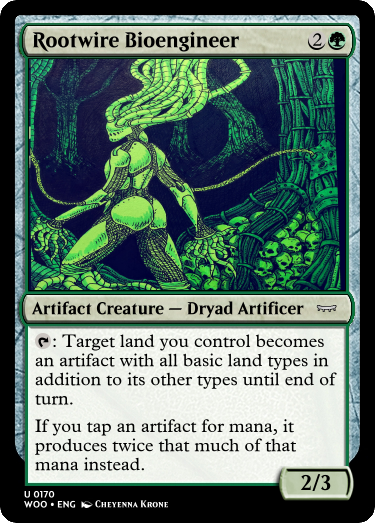 Rootwire Bioengineer 2
Artifact Creature — Dryad Artificer
: Target land you control becomes
an artifact with all basic land types in
addition to its other types until end of
turn.
If you tap an artifact for mana, it
produces twice that much of that
mana instead.
2/3
U 0170
WOO • ENG Cheyenna Krone